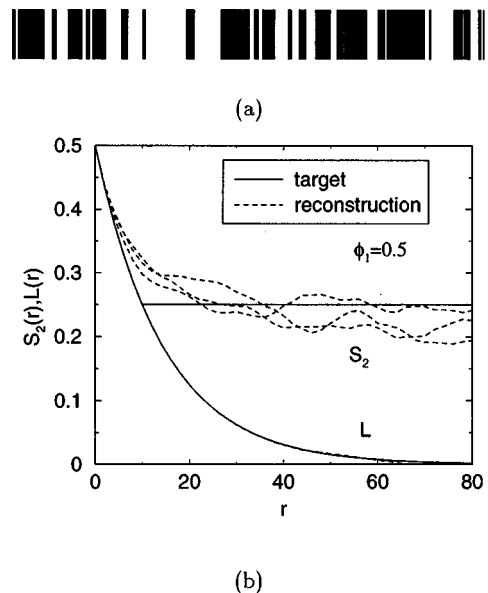 (a)
0.5
0.4
0.3
0.2
0.1
0
S₂(r),L(r)
target
reconstruction
ϕ₁=0.5
S₂
L
0 20 40 60 80
r
(b)